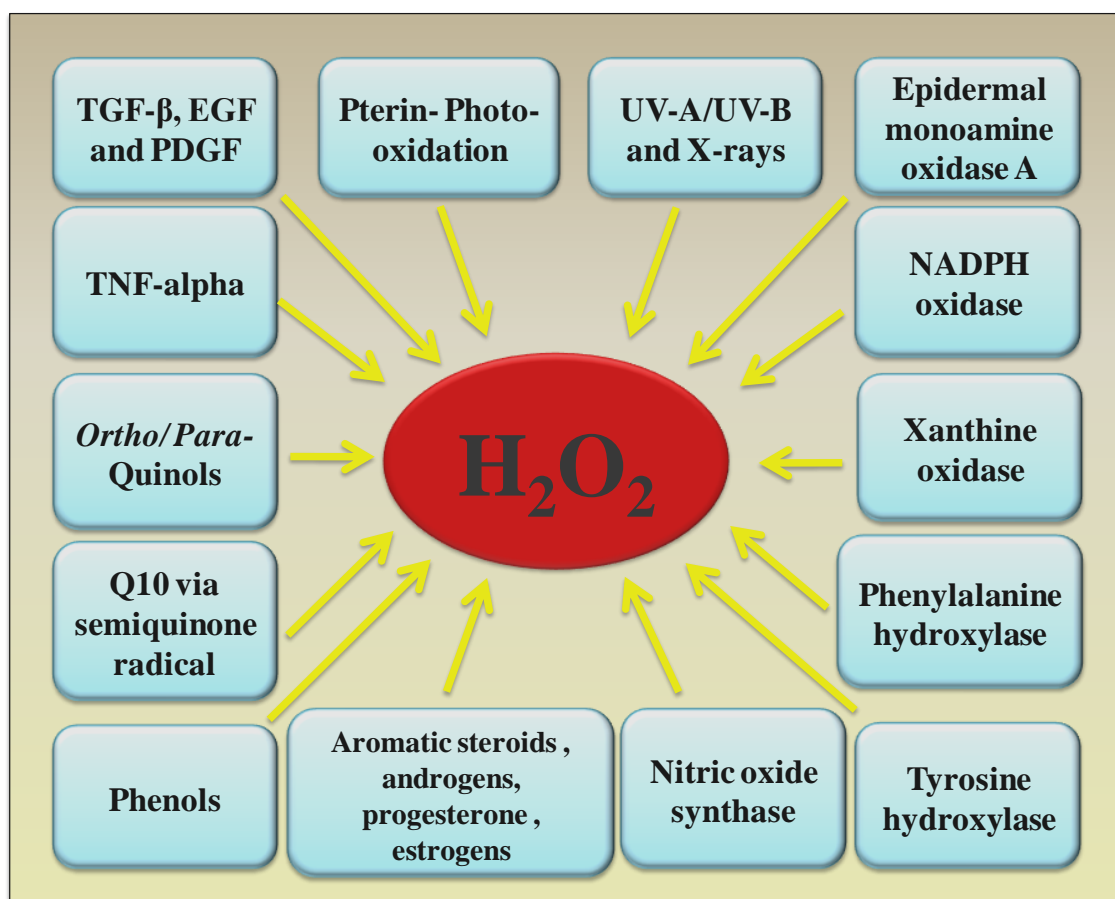 TGF-β, EGF
and PDGF
Pterin- Photo-
oxidation
UV-A/UV-B
and X-rays
Epidermal
monoamine
oxidase A
TNF-alpha
NADPH
oxidase
Ortho/ Para-
Quinols
H₂O₂
Xanthine
oxidase
Q10 via
semiquinone
radical
Phenylalanine
hydroxylase
Phenols
Aromatic steroids ,
androgens,
progesterone ,
estrogens
Nitric oxide
synthase
Tyrosine
hydroxylase